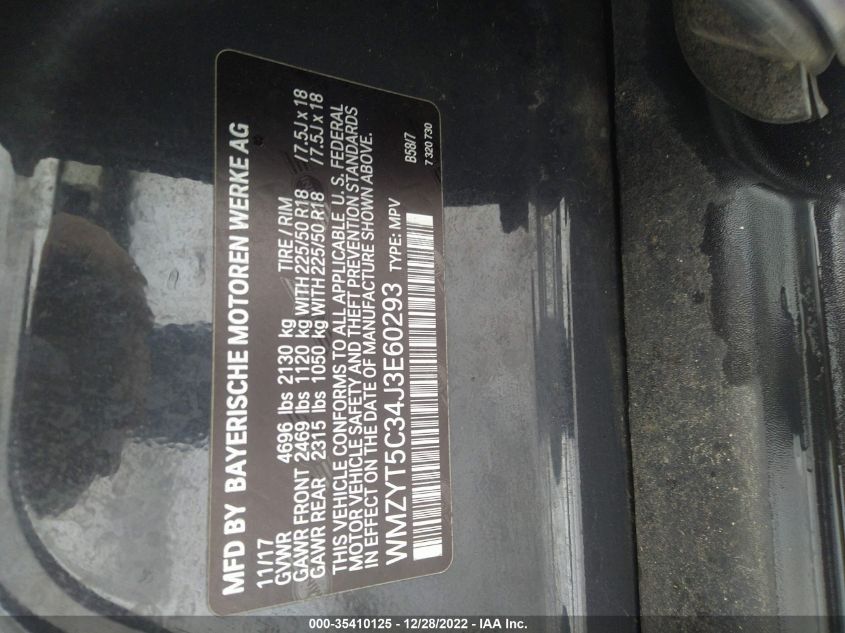 MFD BY BAYERISCHE MOTOREN WERKE AG
11/17 TIRE / RIM
GVWR 4696 lbs 2130 kg
GAWR FRONT 2469 lbs 1120 kg WITH 225/50 R18 / 7.5J x 18
GAWR REAR 2315 lbs 1050 kg WITH 225/50 R18 / 7.5J x 18
THIS VEHICLE CONFORMS TO ALL APPLICABLE U. S. FEDERAL
MOTOR VEHICLE SAFETY AND THEFT PREVENTION STANDARDS
IN EFFECT ON THE DATE OF MANUFACTURE SHOWN ABOVE.
WMZYT5C34J3E60293 TYPE: MPV
B58/7
7 320 730
000-35410125 - 12/28/2022 - IAA Inc.